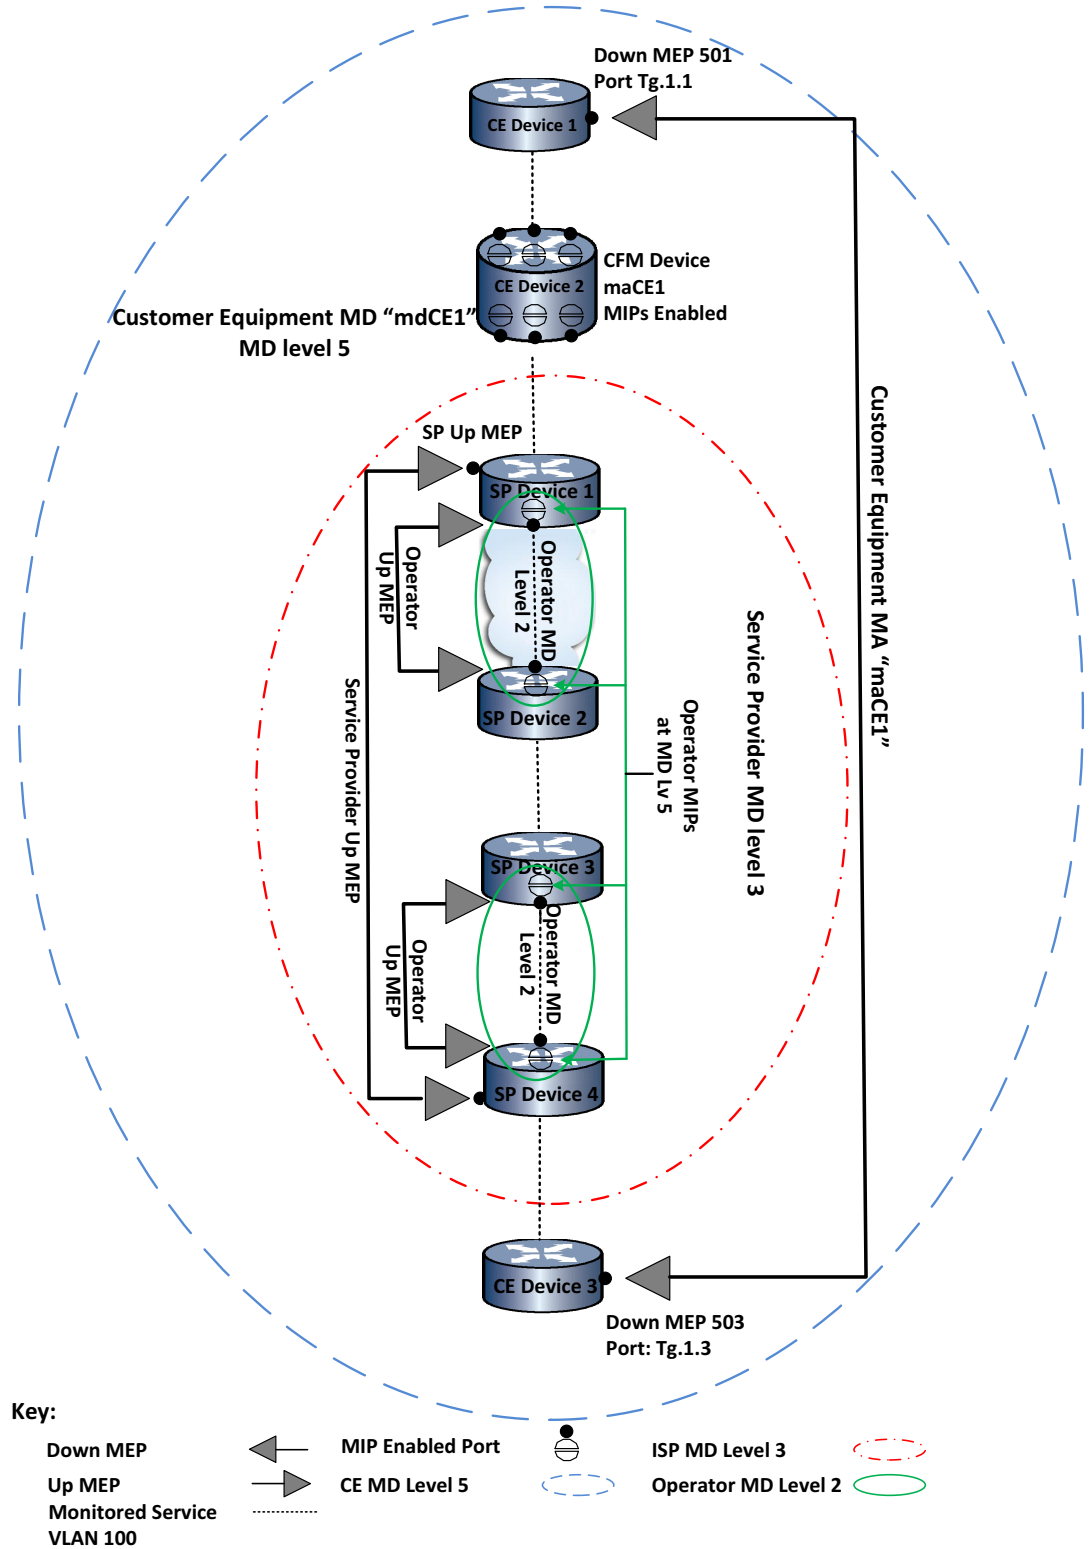 Down MEP 501
Port Tg.1.1
CE Device 1
CFM Device
maCE1
MIPs Enabled
CE Device 2
Customer Equipment MD “mdCE1”
MD level 5
SP Up MEP
SP Device 1
Operator
Up MEP
Operator MD
Level 2
SP Device 2
Service Provider Up MEP
Operator MIPs
at MD Lv 5
Service Provider MD level 3
Customer Equipment MA “maCE1”
SP Device 3
Operator
Up MEP
Operator MD
Level 2
SP Device 4
CE Device 3
Down MEP 503
Port: Tg.1.3
Key:
Down MEP
MIP Enabled Port
ISP MD Level 3
Up MEP
CE MD Level 5
Operator MD Level 2
Monitored Service
VLAN 100